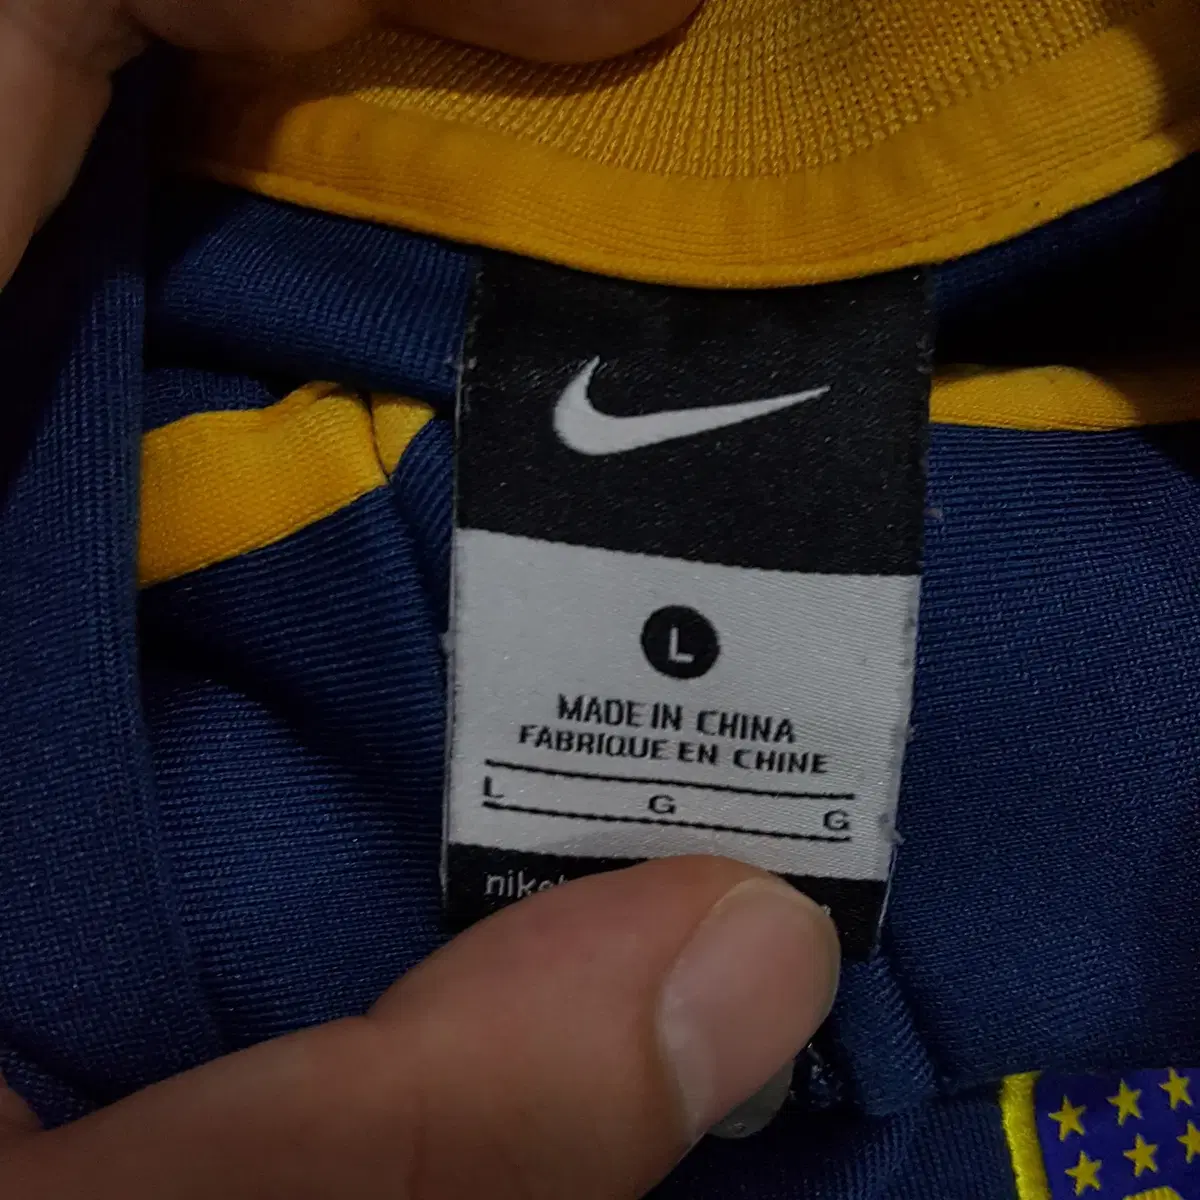 L
MADE IN CHINA
FABRIQUE EN CHINE
L G G